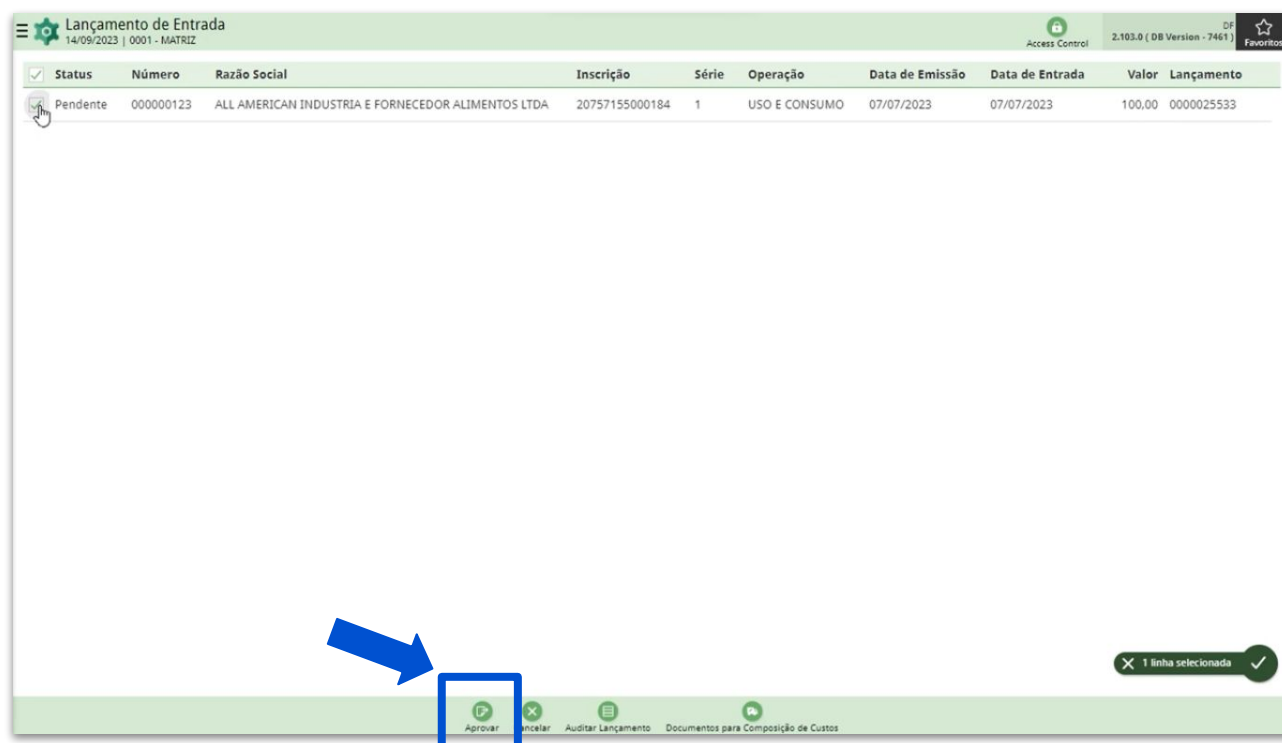 Lançamento de Entrada
14/09/2023 | 0001 - MATRIZ
Access Control
DF
2.103.0 ( DB Version - 7461 )
Favoritos
Status Número Razão Social Inscrição Série Operação Data de Emissão Data de Entrada Valor Lançamento
Pendente 000000123 ALL AMERICAN INDUSTRIA E FORNECEDOR ALIMENTOS LTDA 20757155000184 1 USO E CONSUMO 07/07/2023 07/07/2023 100,00 0000025533
1 linha selecionada
Aprovar ancelar Auditar Lançamento Documentos para Composição de Custos